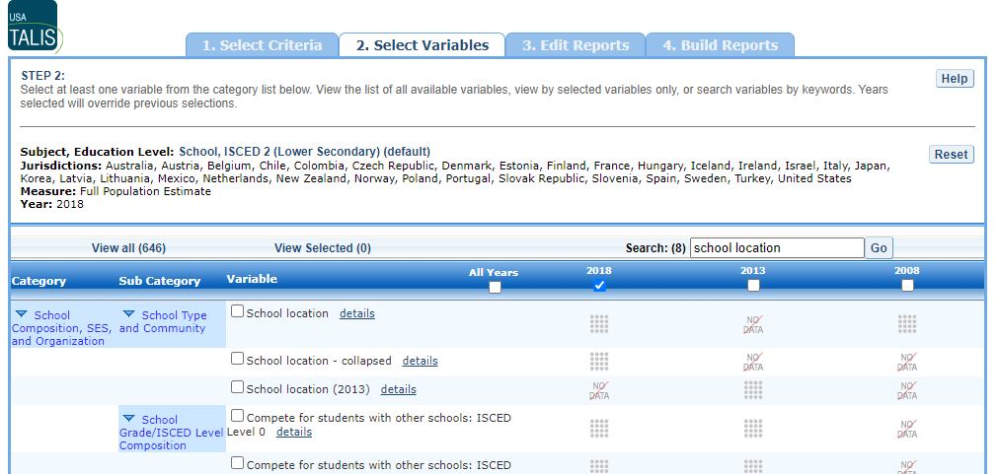 USA
TALIS
1. Select Criteria
2. Select Variables
3. Edit Reports
4. Build Reports
STEP 2:
Help
Select at least one variable from the category list below. View the list of all available variables, view by selected variables only, or search variables by keywords. Years
selected will override previous selections.
Subject, Education Level: School, ISCED 2 (Lower Secondary) (default)
Reset
Jurisdictions: Australia, Austria, Belgium, Chile, Colombia, Czech Republic, Denmark, Estonia, Finland, France, Hungary, Iceland, Ireland, Israel, Italy, Japan,
Korea, Latvia, Lithuania, Mexico, Netherlands, New Zealand, Norway, Poland, Portugal, Slovak Republic, Slovenia, Spain, Sweden, Turkey, United States
Measure: Full Population Estimate
Year: 2018
View all (646)
View Selected (0)
Search: (8)
school location
Go
Category
Sub Category
Variable
All Years
2018
2013
2008
School
Composition, SES,
and Organization
School Type
and Community
School location details
NO DATA
School location - collapsed details
NO DATA
NO DATA
School location (2013) details
NO DATA
NO DATA
School
Grade/ISCED Level
Composition
Compete for students with other schools: ISCED
Level 0 details
NO DATA
Compete for students with other schools: ISCED
NO DATA